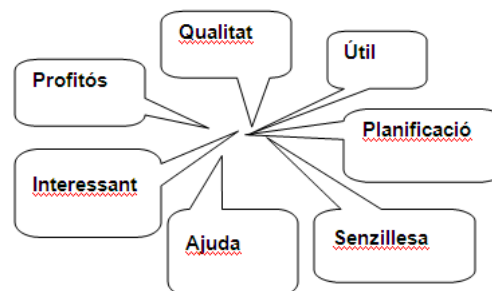 Qualitat
Útil
Profitós
Planificació
Interessant
Ajuda
Senzillesa